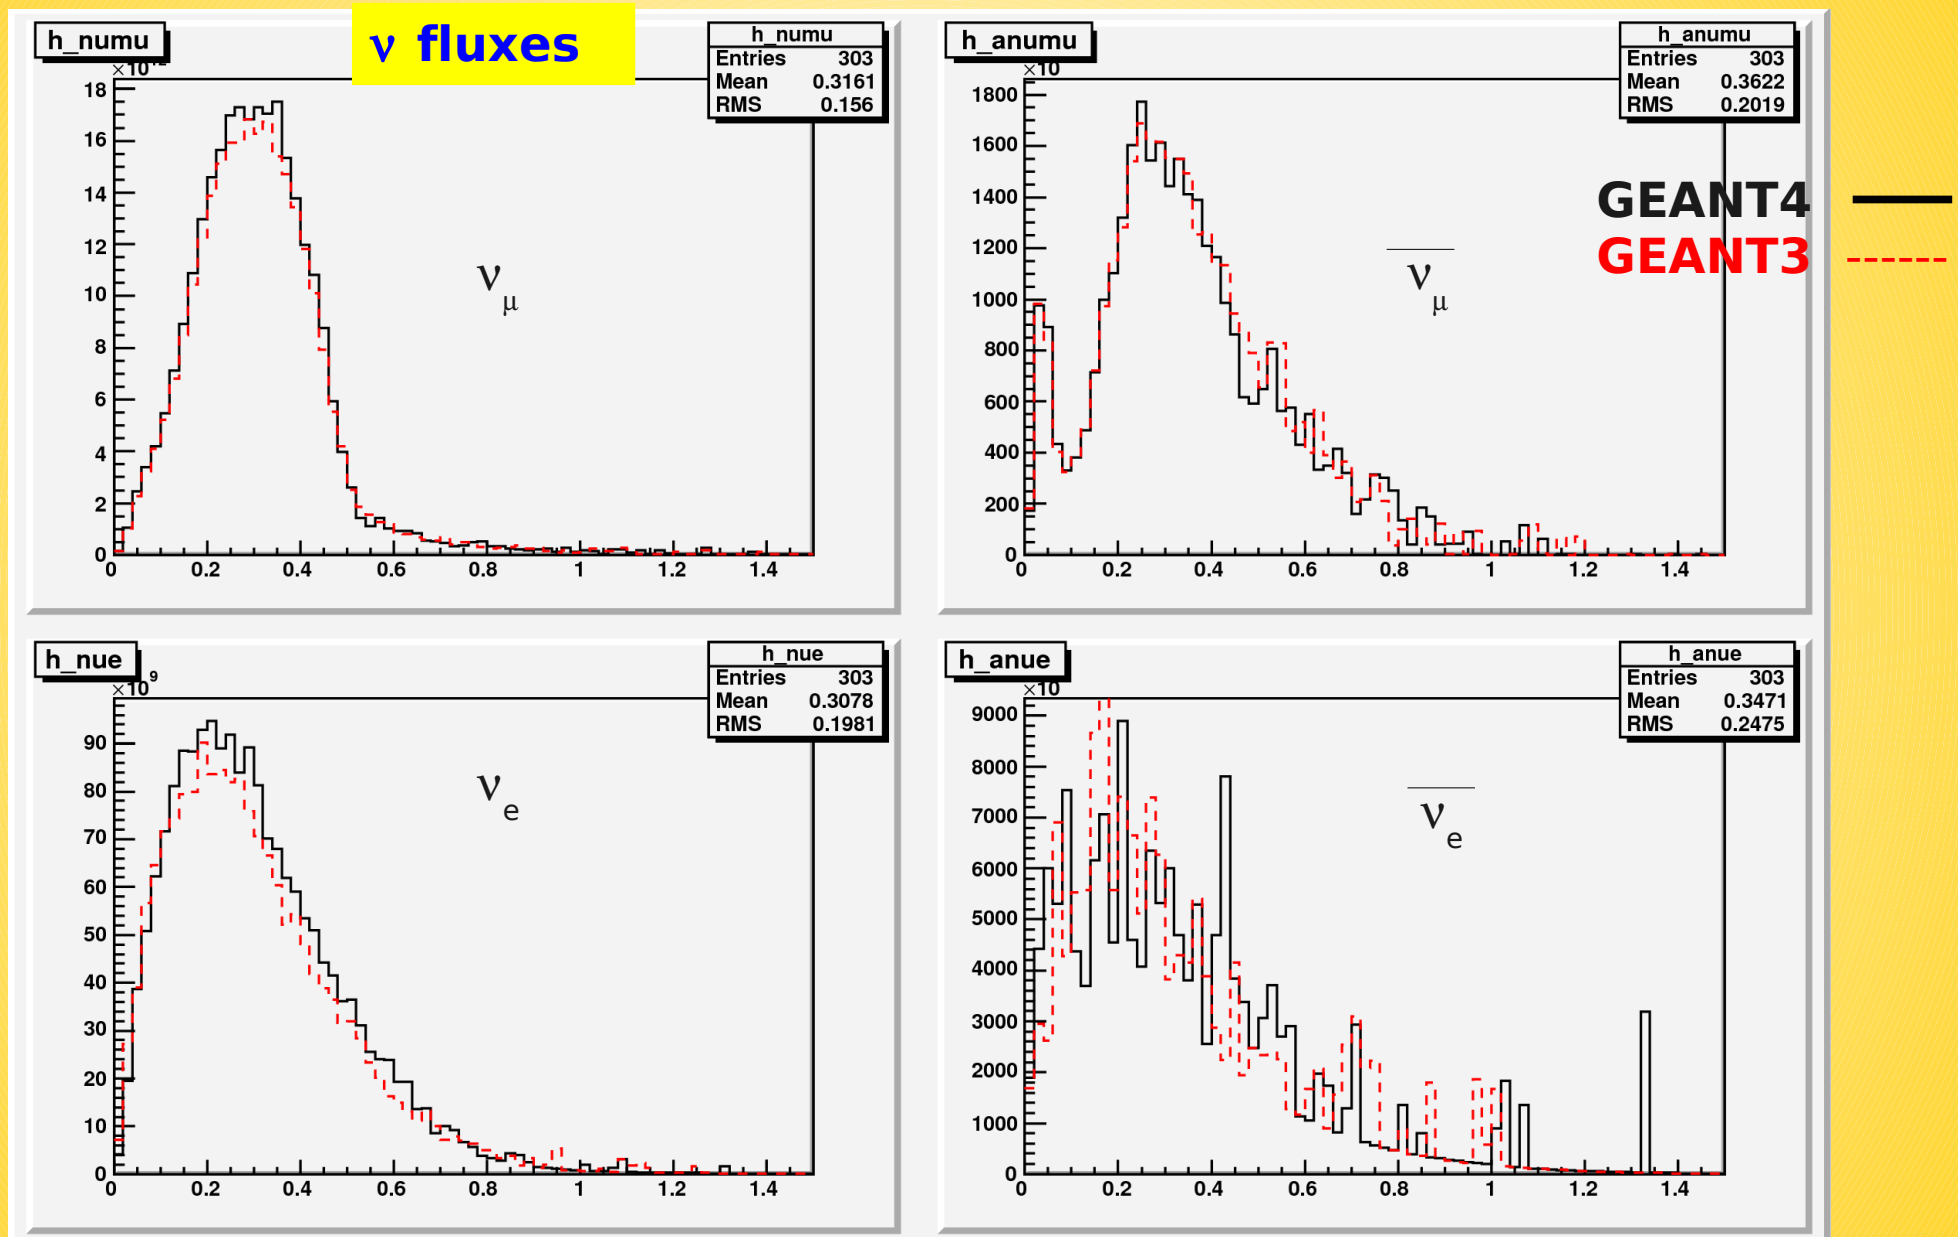 ν fluxes
h_numu
h_numu
Entries 303
Mean 0.3161
RMS 0.156
18
16
14
12
10
8
6
4
2
0
0 0.2 0.4 0.6 0.8 1 1.2 1.4
νμ
h_anumu
h_anumu
Entries 303
Mean 0.3622
RMS 0.2019
×10
1800
1600
1400
1200
1000
800
600
400
200
0
0 0.2 0.4 0.6 0.8 1 1.2 1.4
ν̅μ
GEANT4
GEANT3
h_nue
h_nue
Entries 303
Mean 0.3078
RMS 0.1981
×10⁹
90
80
70
60
50
40
30
20
10
0
0 0.2 0.4 0.6 0.8 1 1.2 1.4
νe
h_anue
h_anue
Entries 303
Mean 0.3471
RMS 0.2475
×10
9000
8000
7000
6000
5000
4000
3000
2000
1000
0
0 0.2 0.4 0.6 0.8 1 1.2 1.4
ν̅e